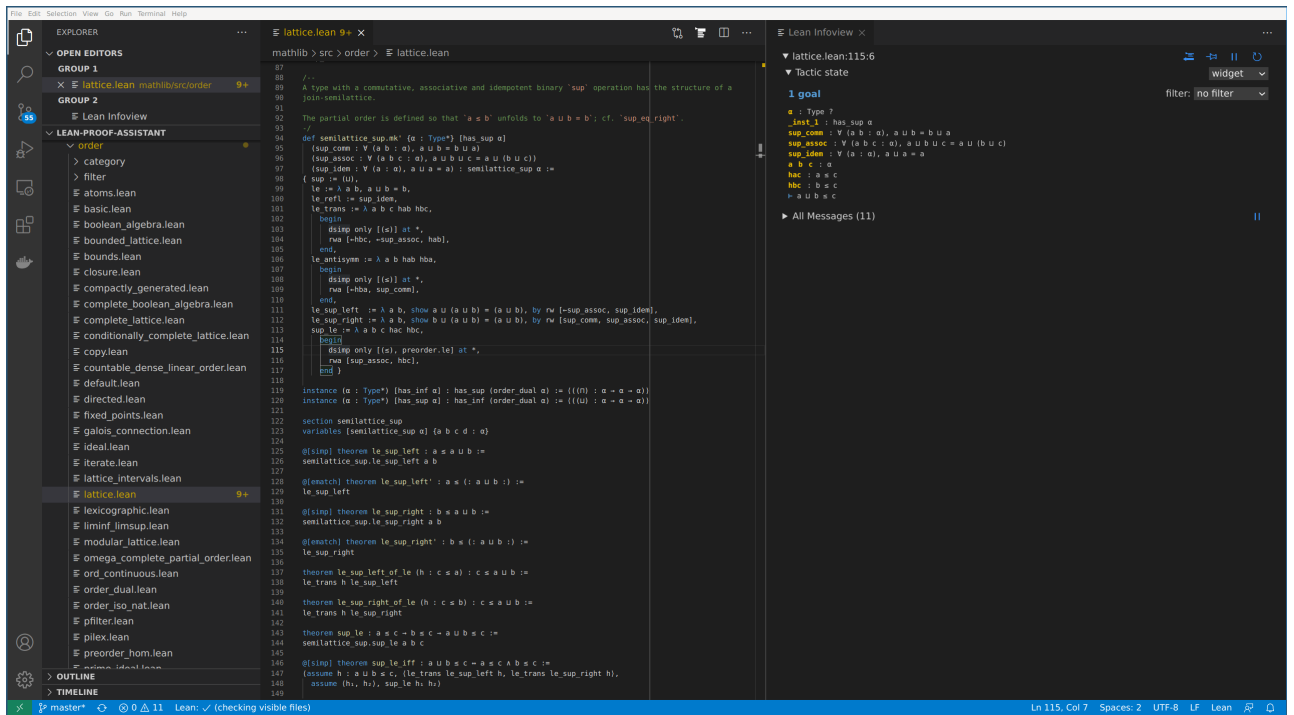 File Edit Selection View Go Run Terminal Help
EXPLORER
OPEN EDITORS
GROUP 1
lattice.lean mathlib/src/order 9+
GROUP 2
Lean Infoview
LEAN-PROOF-ASSISTANT
order
category
filter
atoms.lean
basic.lean
boolean_algebra.lean
bounded_lattice.lean
bounds.lean
closure.lean
compactly_generated.lean
complete_boolean_algebra.lean
complete_lattice.lean
conditionally_complete_lattice.lean
copy.lean
countable_dense_linear_order.lean
default.lean
directed.lean
fixed_points.lean
galois_connection.lean
ideal.lean
iterate.lean
lattice_intervals.lean
lattice.lean 9+
lexicographic.lean
liminf_limsup.lean
modular_lattice.lean
omega_complete_partial_order.lean
ord_continuous.lean
order_dual.lean
order_iso_nat.lean
pfilter.lean
pilex.lean
preorder_hom.lean
prime_ideal.lean
OUTLINE
TIMELINE
55
lattice.lean 9+
mathlib > src > order > lattice.lean
87
88 /--
89 A type with a commutative, associative and idempotent binary `sup` operation has the structure of a
90 join-semilattice.
91
92 The partial order is defined so that `a ≤ b` unfolds to `a ⊔ b = b`; cf. `sup_eq_right`.
93 -/
94 def semilattice_sup.mk' {α : Type*} [has_sup α]
95 (sup_comm : ∀ (a b : α), a ⊔ b = b ⊔ a)
96 (sup_assoc : ∀ (a b c : α), a ⊔ b ⊔ c = a ⊔ (b ⊔ c))
97 (sup_idem : ∀ (a : α), a ⊔ a = a) : semilattice_sup α :=
98 { sup := (⊔),
99 le := λ a b, a ⊔ b = b,
100 le_refl := sup_idem,
101 le_trans := λ a b c hab hbc,
102 begin
103 dsimp only [(≤)] at *,
104 rwa [←hbc, ←sup_assoc, hab],
105 end,
106 le_antisymm := λ a b hab hba,
107 begin
108 dsimp only [(≤)] at *,
109 rwa [←hba, sup_comm],
110 end,
111 le_sup_left := λ a b, show a ⊔ (a ⊔ b) = (a ⊔ b), by rw [←sup_assoc, sup_idem],
112 le_sup_right := λ a b, show b ⊔ (a ⊔ b) = (a ⊔ b), by rw [sup_comm, sup_assoc, sup_idem],
113 sup_le := λ a b c hac hbc,
114 begin
115 dsimp only [(≤), preorder.le] at *,
116 rwa [sup_assoc, hbc],
117 end }
118
119 instance (α : Type*) [has_inf α] : has_sup (order_dual α) := ⟨((⊓) : α → α → α)⟩
120 instance (α : Type*) [has_sup α] : has_inf (order_dual α) := ⟨((⊔) : α → α → α)⟩
121
122 section semilattice_sup
123 variables [semilattice_sup α] {a b c d : α}
124
125 @[simp] theorem le_sup_left : a ≤ a ⊔ b :=
126 semilattice_sup.le_sup_left a b
127
128 @[ematch] theorem le_sup_left' : a ≤ (: a ⊔ b :) :=
129 le_sup_left
130
131 @[simp] theorem le_sup_right : b ≤ a ⊔ b :=
132 semilattice_sup.le_sup_right a b
133
134 @[ematch] theorem le_sup_right' : b ≤ (: a ⊔ b :) :=
135 le_sup_right
136
137 theorem le_sup_left_of_le (h : c ≤ a) : c ≤ a ⊔ b :=
138 le_trans h le_sup_left
139
140 theorem le_sup_right_of_le (h : c ≤ b) : c ≤ a ⊔ b :=
141 le_trans h le_sup_right
142
143 theorem sup_le : a ≤ c → b ≤ c → a ⊔ b ≤ c :=
144 semilattice_sup.sup_le a b c
145
146 @[simp] theorem sup_le_iff : a ⊔ b ≤ c ↔ a ≤ c ∧ b ≤ c :=
147 ⟨assume h : a ⊔ b ≤ c, ⟨le_trans le_sup_left h, le_trans le_sup_right h⟩,
148 assume ⟨h₁, h₂⟩, sup_le h₁ h₂⟩
149
Lean Infoview
lattice.lean:115:6
Tactic state
widget
1 goal
filter: no filter
α : Type ?
_inst_1 : has_sup α
sup_comm : ∀ (a b : α), a ⊔ b = b ⊔ a
sup_assoc : ∀ (a b c : α), a ⊔ b ⊔ c = a ⊔ (b ⊔ c)
sup_idem : ∀ (a : α), a ⊔ a = a
a b c : α
hac : a ≤ c
hbc : b ≤ c
⊢ a ⊔ b ≤ c
All Messages (11)
master* 0 11 Lean: ✓ (checking visible files)
Ln 115, Col 7 Spaces: 2 UTF-8 LF Lean